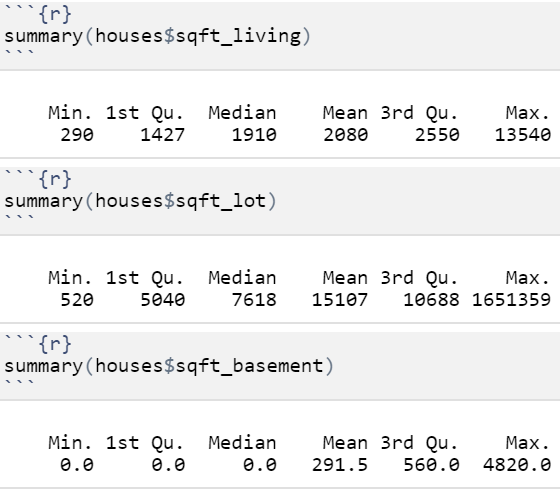 ```{r}
summary(houses$sqft_living)
```
Min. 1st Qu. Median Mean 3rd Qu. Max.
290 1427 1910 2080 2550 13540
```{r}
summary(houses$sqft_lot)
```
Min. 1st Qu. Median Mean 3rd Qu. Max.
520 5040 7618 15107 10688 1651359
```{r}
summary(houses$sqft_basement)
```
Min. 1st Qu. Median Mean 3rd Qu. Max.
0.0 0.0 0.0 291.5 560.0 4820.0